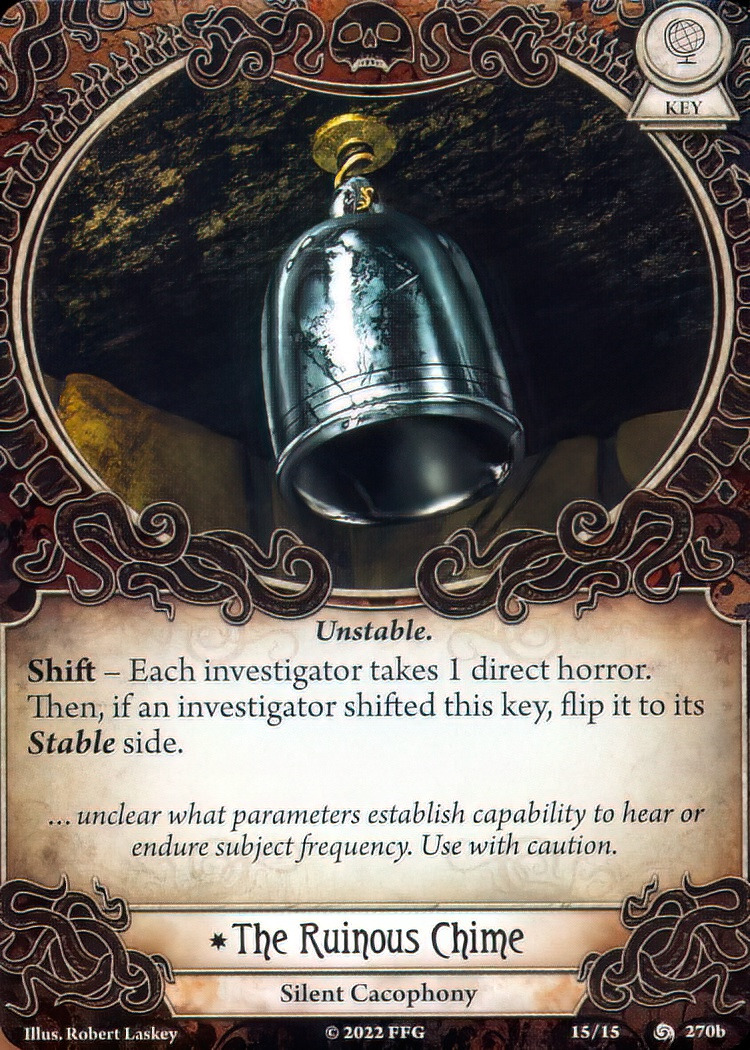 KEY
Unstable.
Shift – Each investigator takes 1 direct horror.
Then, if an investigator shifted this key, flip it to its
Stable side.
... unclear what parameters establish capability to hear or
endure subject frequency. Use with caution.
The Ruinous Chime
Silent Cacophony
Illus. Robert Laskey © 2022 FFG 15/15 270b